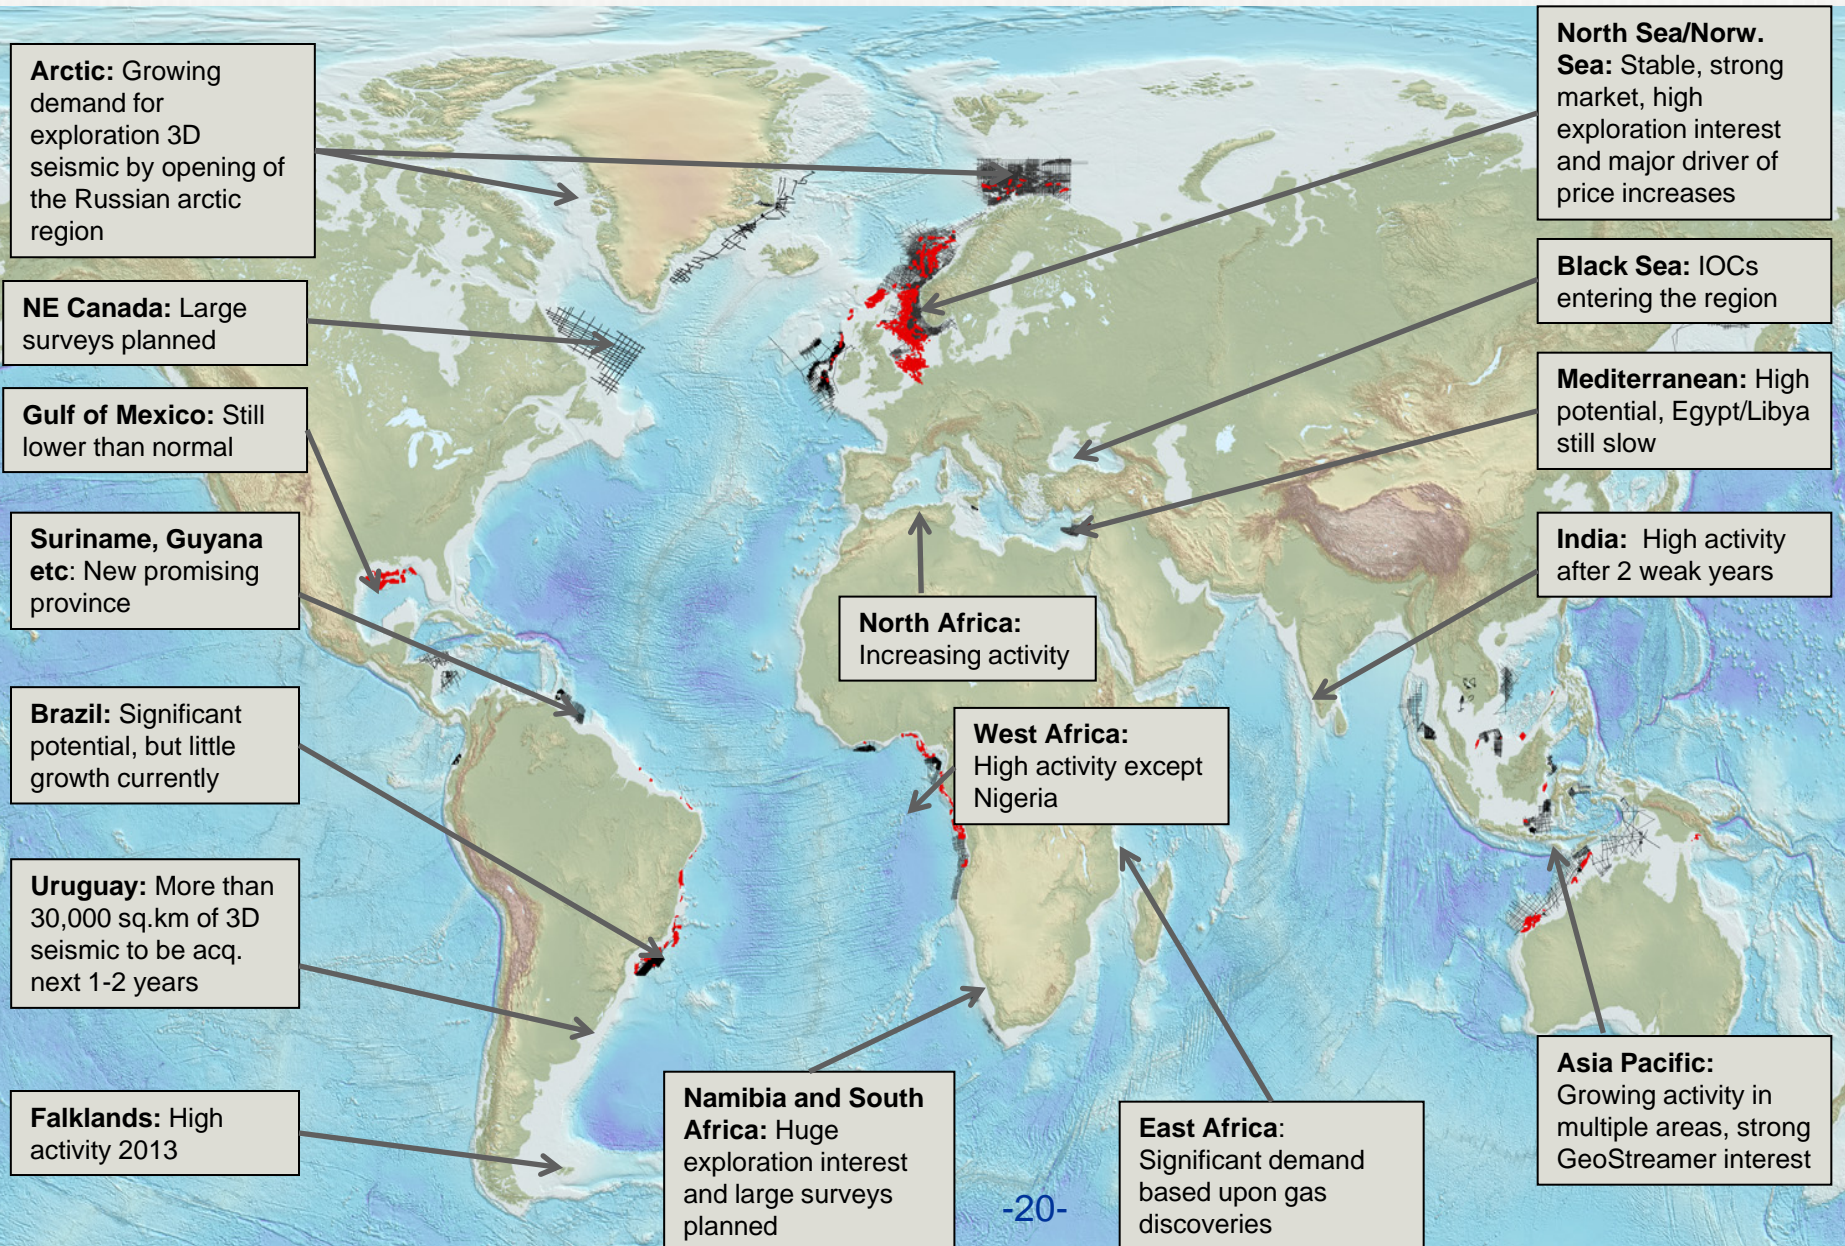 Arctic: Growing
demand for
exploration 3D
seismic by opening of
the Russian arctic
region
NE Canada: Large
surveys planned
Gulf of Mexico: Still
lower than normal
Suriname, Guyana
etc: New promising
province
Brazil: Significant
potential, but little
growth currently
Uruguay: More than
30,000 sq.km of 3D
seismic to be acq.
next 1-2 years
Falklands: High
activity 2013
North Africa:
Increasing activity
West Africa:
High activity except
Nigeria
Namibia and South
Africa: Huge
exploration interest
and large surveys
planned
East Africa:
Significant demand
based upon gas
discoveries
North Sea/Norw.
Sea: Stable, strong
market, high
exploration interest
and major driver of
price increases
Black Sea: IOCs
entering the region
Mediterranean: High
potential, Egypt/Libya
still slow
India: High activity
after 2 weak years
Asia Pacific:
Growing activity in
multiple areas, strong
GeoStreamer interest
-20-